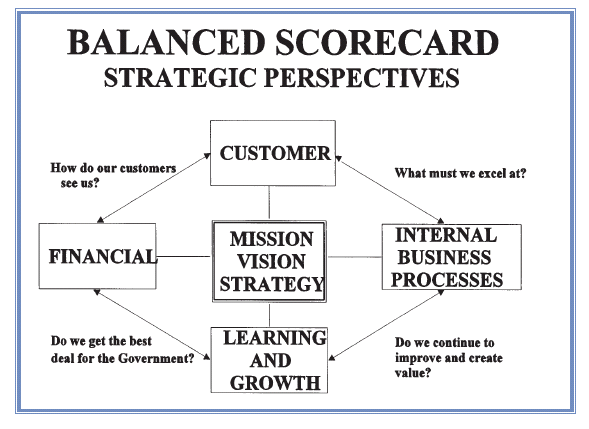 BALANCED SCORECARD
STRATEGIC PERSPECTIVES
CUSTOMER
How do our customers
see us?
What must we excel at?
FINANCIAL
MISSION
VISION
STRATEGY
INTERNAL
BUSINESS
PROCESSES
Do we get the best
deal for the Government?
LEARNING
AND
GROWTH
Do we continue to
improve and create
value?